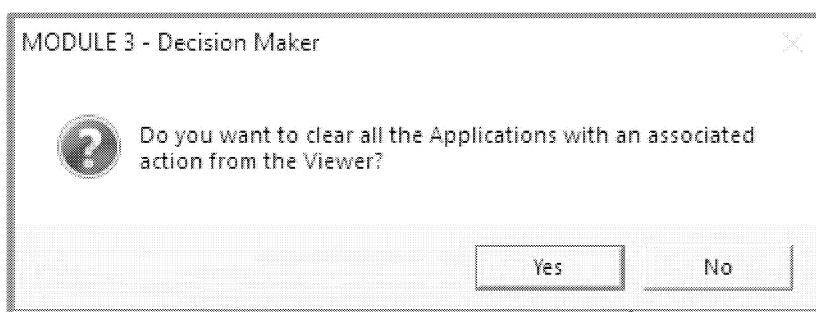 MODULE 3 - Decision Maker
Do you want to clear all the Applications with an associated
action from the Viewer?
Yes
No